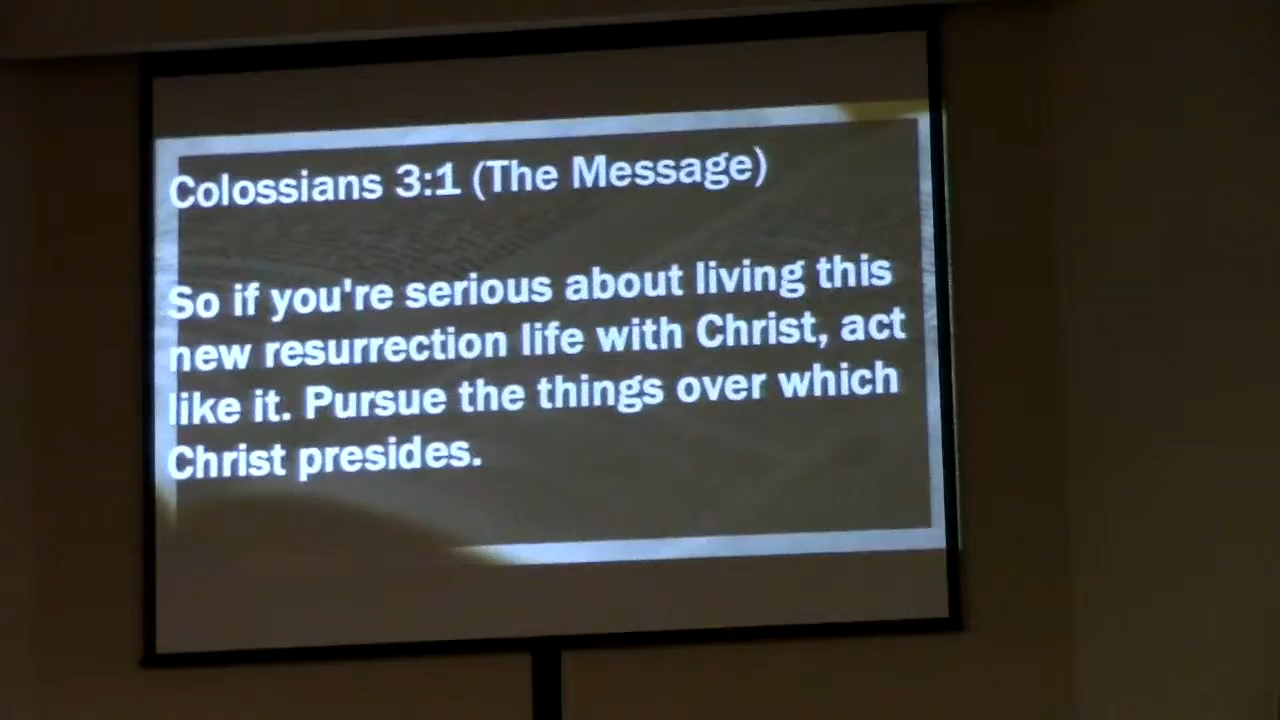 Colossians 3:1 (The Message)
So if you're serious about living this
new resurrection life with Christ, act
like it. Pursue the things over which
Christ presides.